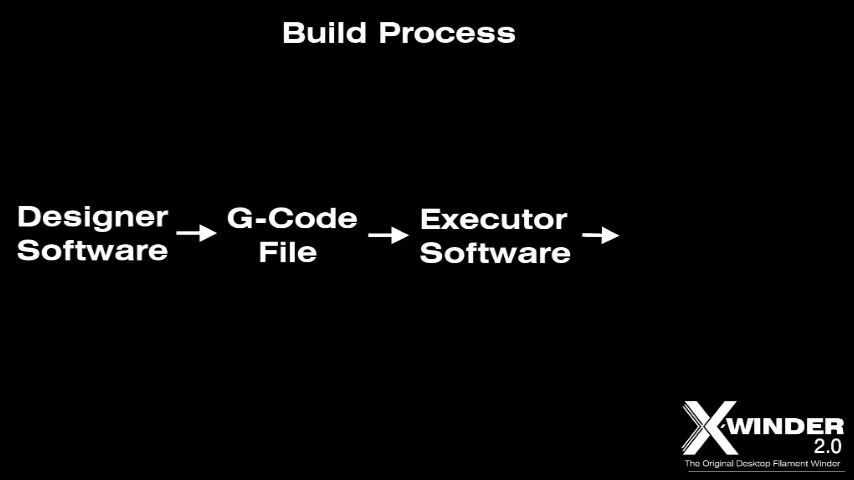 Build Process
Designer
Software
G-Code
File
Executor
Software
X-WINDER
2.0
The Original Desktop Filament Winder